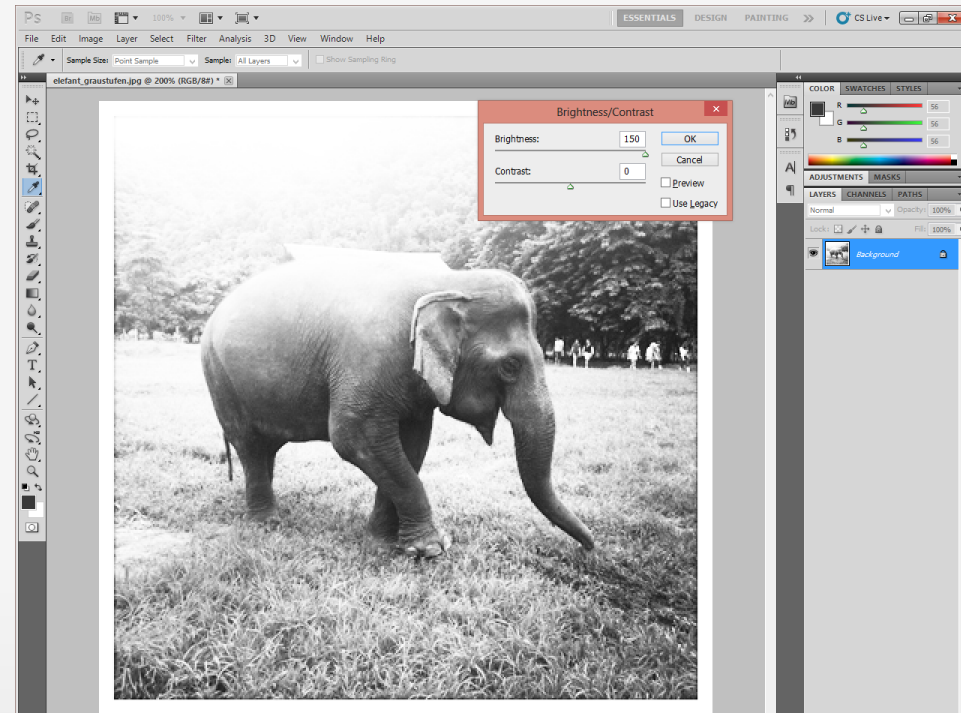 Ps Br Mb 100% ESSENTIALS DESIGN PAINTING CS Live
File Edit Image Layer Select Filter Analysis 3D View Window Help
Sample Size: Point Sample Sample: All Layers Show Sampling Ring
elefant_graustufen.jpg @ 200% (RGB/8#) *
Brightness/Contrast
Brightness: 150 OK
Cancel
Contrast: 0
Preview
Use Legacy
COLOR SWATCHES STYLES
R 56
G 56
B 56
Mb
ADJUSTMENTS MASKS
LAYERS CHANNELS PATHS
Normal Opacity: 100%
Lock: Fill: 100%
Background